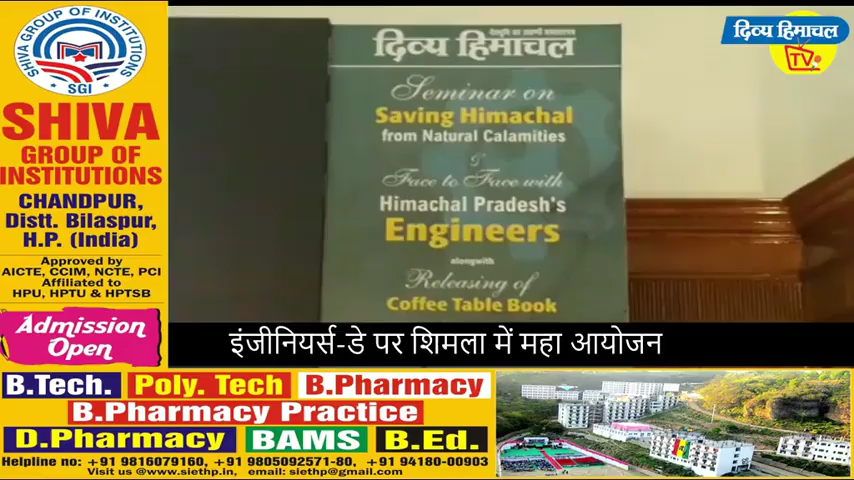 SHIVA GROUP OF INSTITUTIONS
SGI
SHIVA
GROUP OF
INSTITUTIONS
CHANDPUR,
Distt. Bilaspur,
H.P. (India)
Approved by
AICTE, CCIM, NCTE, PCI
Affiliated to
HPU, HPTU & HPTSB
Admission
Open
दिव्य हिमाचल
Seminar on
Saving Himachal
from Natural Calamities
&
Face to Face with
Himachal Pradesh's
Engineers
alongwith
Releasing of
Coffee Table Book
दिव्य हिमाचल
TV
इंजीनियर्स-डे पर शिमला में महा आयोजन
B.Tech. Poly. Tech B.Pharmacy
B.Pharmacy Practice
D.Pharmacy BAMS B.Ed.
Helpline no: +91 9816079160, +91 9805092571-80, +91 94180-00903
Visit us @www.siethp.in, email: siethp@gmail.com